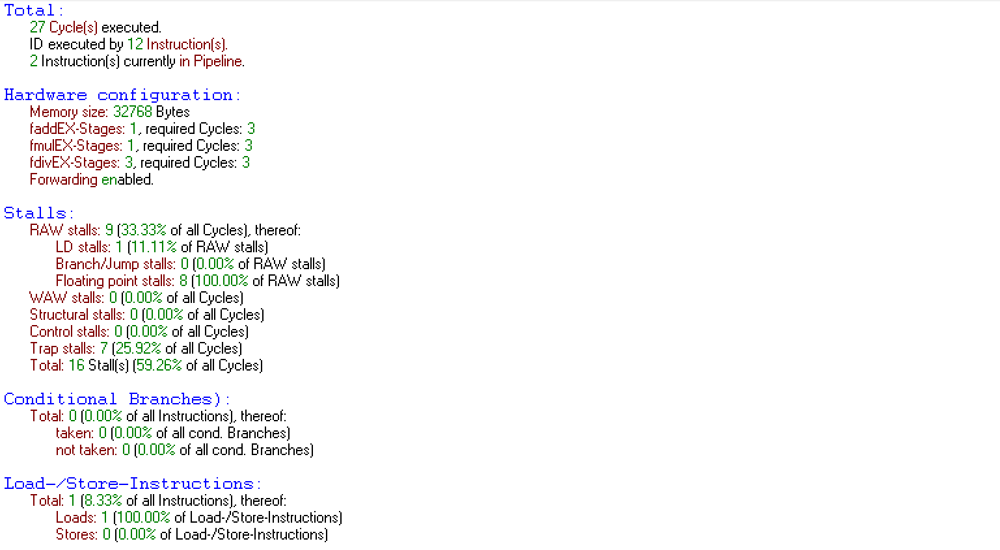 Total:
27 Cycle(s) executed.
ID executed by 12 Instruction(s).
2 Instruction(s) currently in Pipeline.
Hardware configuration:
Memory size: 32768 Bytes
faddEX-Stages: 1, required Cycles: 3
fmulEX-Stages: 1, required Cycles: 3
fdivEX-Stages: 3, required Cycles: 3
Forwarding enabled.
Stalls:
RAW stalls: 9 (33.33% of all Cycles), thereof:
LD stalls: 1 (11.11% of RAW stalls)
Branch/Jump stalls: 0 (0.00% of RAW stalls)
Floating point stalls: 8 (100.00% of RAW stalls)
WAW stalls: 0 (0.00% of all Cycles)
Structural stalls: 0 (0.00% of all Cycles)
Control stalls: 0 (0.00% of all Cycles)
Trap stalls: 7 (25.92% of all Cycles)
Total: 16 Stall(s) (59.26% of all Cycles)
Conditional Branches):
Total: 0 (0.00% of all Instructions), thereof:
taken: 0 (0.00% of all cond. Branches)
not taken: 0 (0.00% of all cond. Branches)
Load-/Store-Instructions:
Total: 1 (8.33% of all Instructions), thereof:
Loads: 1 (100.00% of Load-/Store-Instructions)
Stores: 0 (0.00% of Load-/Store-Instructions)